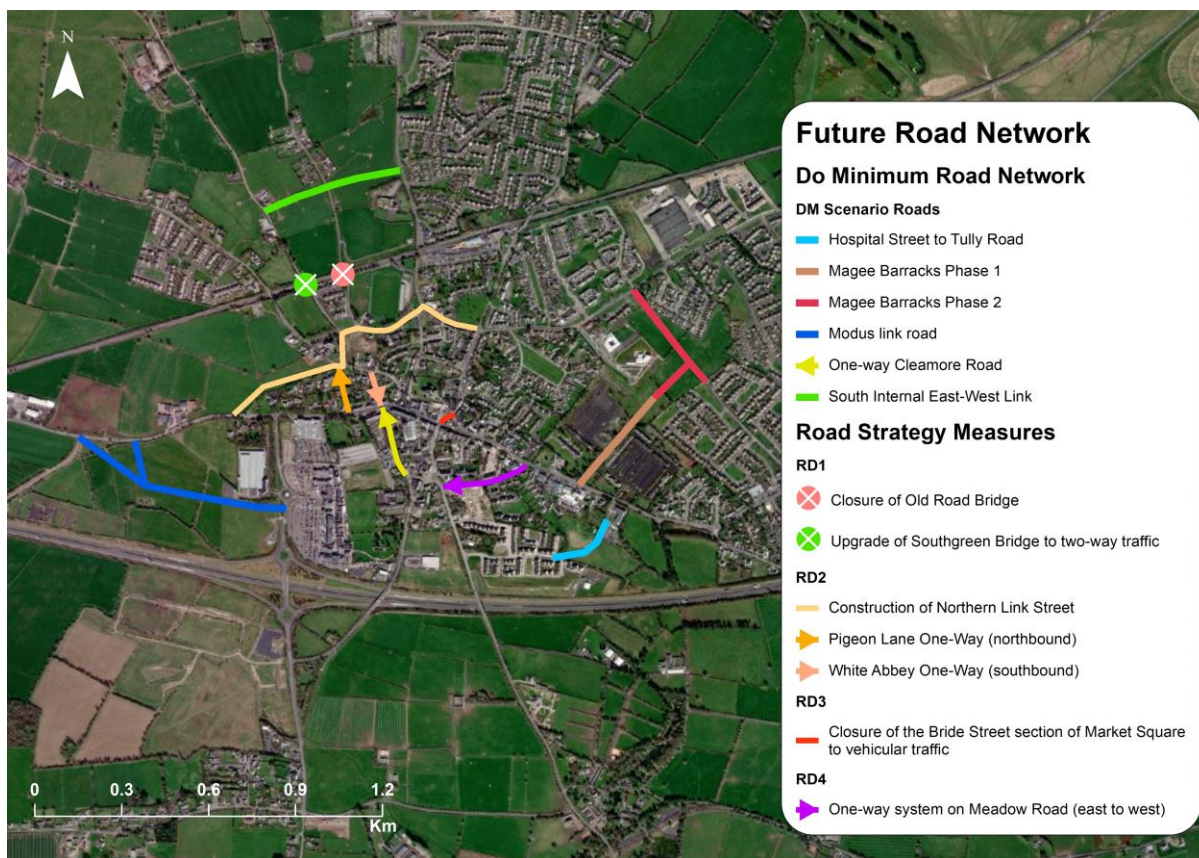 N
Future Road Network
Do Minimum Road Network
DM Scenario Roads
Hospital Street to Tully Road
Magee Barracks Phase 1
Magee Barracks Phase 2
Modus link road
One-way Cleamore Road
South Internal East-West Link
Road Strategy Measures
RD1
Closure of Old Road Bridge
Upgrade of Southgreen Bridge to two-way traffic
RD2
Construction of Northern Link Street
Pigeon Lane One-Way (northbound)
White Abbey One-Way (southbound)
RD3
Closure of the Bride Street section of Market Square
to vehicular traffic
RD4
One-way system on Meadow Road (east to west)
0 0.3 0.6 0.9 1.2
Km